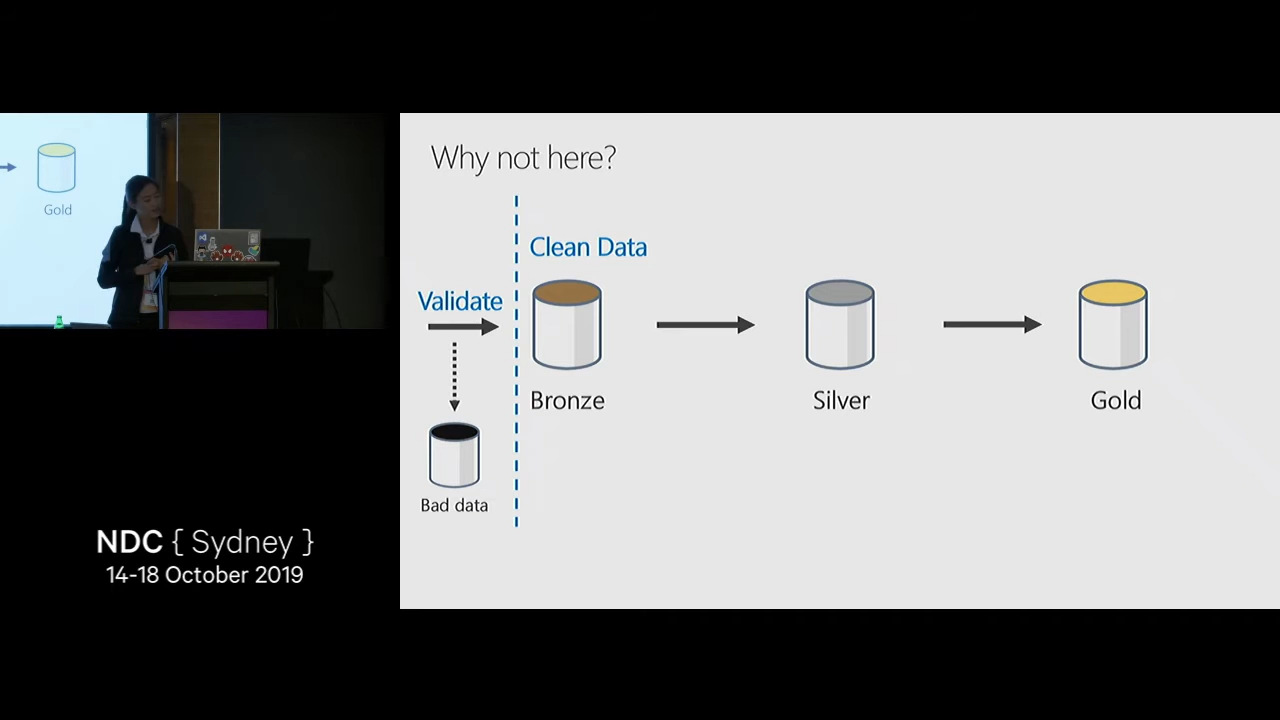 Gold
NDC { Sydney }
14-18 October 2019
Why not here?
Clean Data
Validate
Bronze
Silver
Gold
Bad data